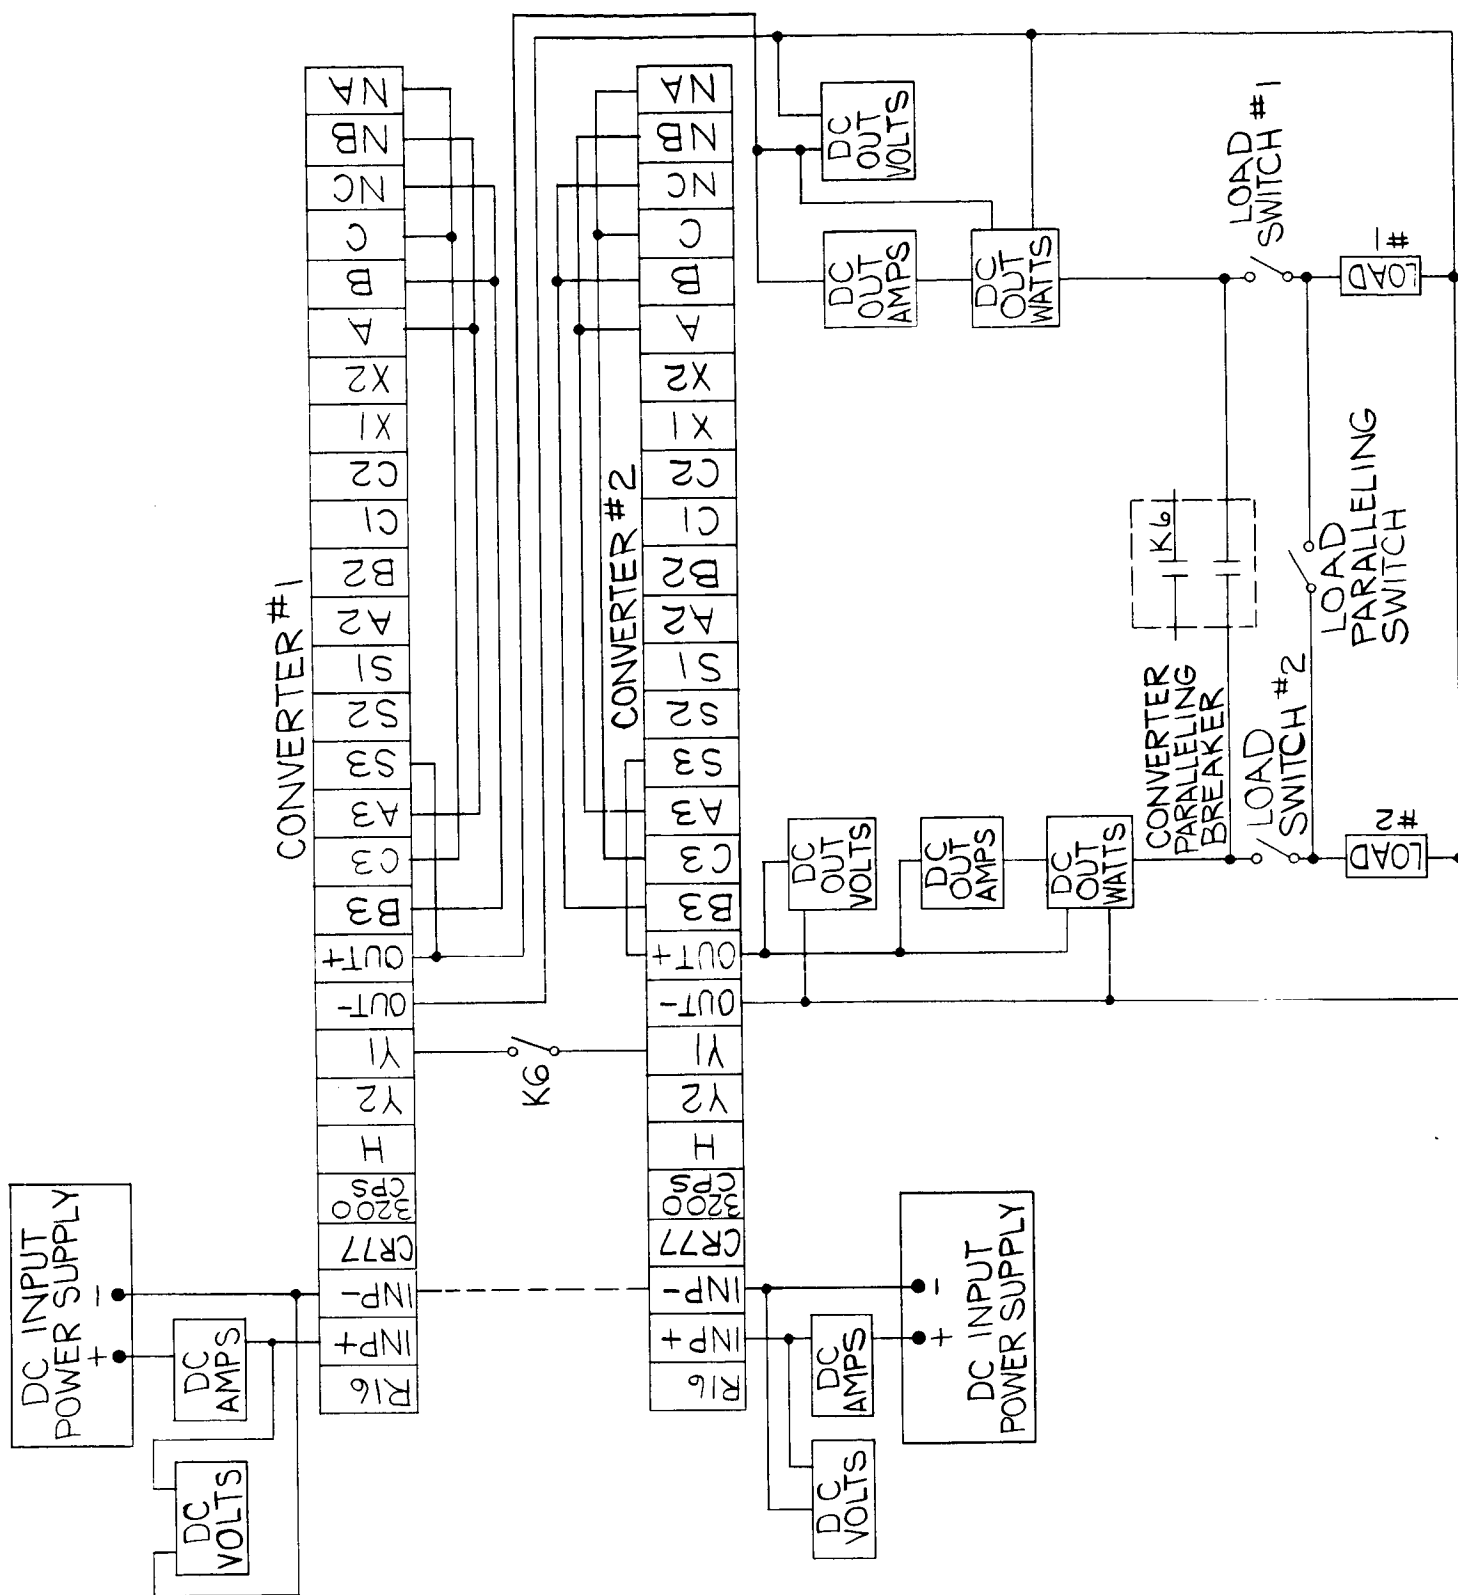 CONVERTER #1
NA
NB
NC
C
B
A
X2
X1
C2
C1
B2
A2
S1
S2
S3
A3
C3
B3
OUT+
OUT-
Y1
Y2
H
3200
CPS
CR77
INP-
INP+
R16
CONVERTER #2
NA
NB
NC
C
B
A
X2
X1
C2
C1
B2
A2
S1
S2
S3
A3
C3
B3
OUT+
OUT-
Y1
Y2
H
3200
CPS
CR77
INP-
INP+
R16
K6
DC INPUT
POWER SUPPLY
+ -
DC
AMPS
DC
VOLTS
DC INPUT
POWER SUPPLY
+ -
DC
AMPS
DC
VOLTS
DC
OUT
VOLTS
DC
OUT
AMPS
DC
OUT
WATTS
DC
OUT
VOLTS
DC
OUT
AMPS
DC
OUT
WATTS
LOAD
SWITCH #1
LOAD
#1
K6
CONVERTER
PARALLELING
BREAKER
LOAD
SWITCH #2
LOAD
PARALLELING
SWITCH
LOAD
#2